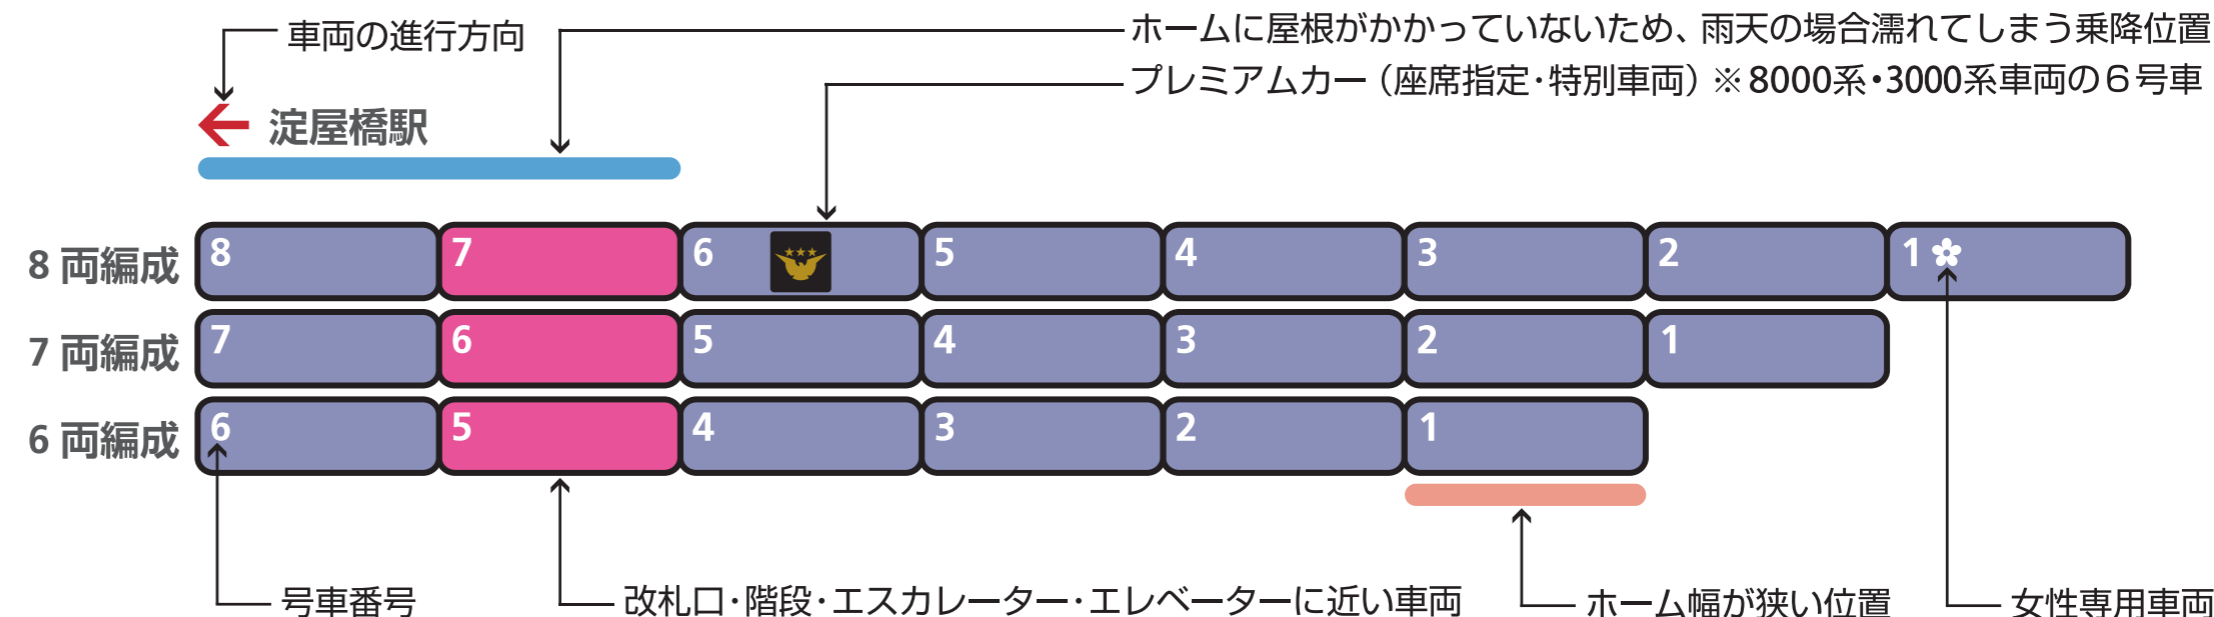 車両の進行方向
ホームに屋根がかかっていないため、雨天の場合濡れてしまう乗降位置
プレミアムカー（座席指定・特別車両）※8000系・3000系車両の６号車
淀屋橋駅
8 両編成 8 7 6 5 4 3 2 1
7 両編成 7 6 5 4 3 2 1
6 両編成 6 5 4 3 2 1
号車番号
改札口・階段・エスカレーター・エレベーターに近い車両
ホーム幅が狭い位置
女性専用車両